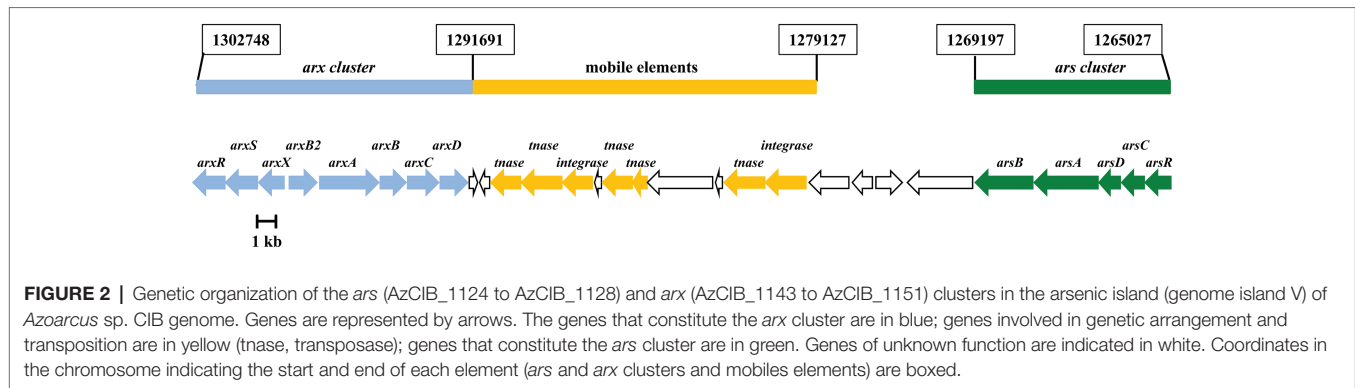 1302748 1291691 1279127 1269197 1265027
arx cluster mobile elements ars cluster
arxS arxB2 arxB arxD tnase tnase integrase arsC
arxR arxX arxA arxC tnase integrase tnase tnase arsB arsA arsD arsR
1 kb
FIGURE 2 | Genetic organization of the ars (AzCIB_1124 to AzCIB_1128) and arx (AzCIB_1143 to AzCIB_1151) clusters in the arsenic island (genome island V) of
Azoarcus sp. CIB genome. Genes are represented by arrows. The genes that constitute the arx cluster are in blue; genes involved in genetic arrangement and
transposition are in yellow (tnase, transposase); genes that constitute the ars cluster are in green. Genes of unknown function are indicated in white. Coordinates in
the chromosome indicating the start and end of each element (ars and arx clusters and mobiles elements) are boxed.